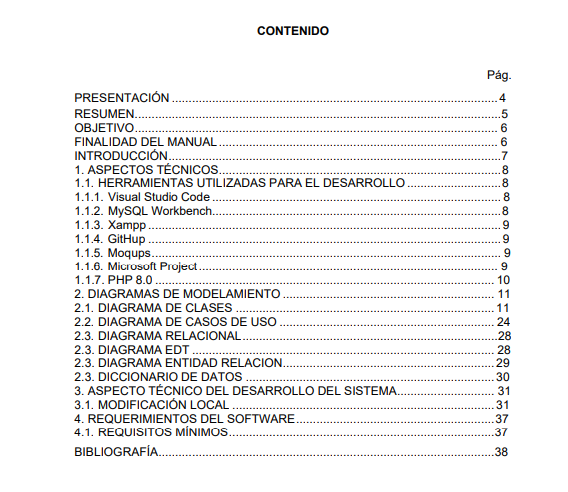 CONTENIDO
Pág.
PRESENTACIÓN ........ 4
RESUMEN........ 5
OBJETIVO........ 6
FINALIDAD DEL MANUAL ........ 6
INTRODUCCIÓN........ 7
1. ASPECTOS TÉCNICOS........ 8
1.1. HERRAMIENTAS UTILIZADAS PARA EL DESARROLLO ........ 8
1.1.1. Visual Studio Code ........ 8
1.1.2. MySQL Workbench........ 8
1.1.3. Xampp ........ 9
1.1.4. GitHup ........ 9
1.1.5. Moqups........ 9
1.1.6. Microsoft Project ........ 9
1.1.7. PHP 8.0 ........ 10
2. DIAGRAMAS DE MODELAMIENTO ........ 11
2.1. DIAGRAMA DE CLASES ........ 11
2.2. DIAGRAMA DE CASOS DE USO ........ 24
2.3. DIAGRAMA RELACIONAL........ 28
2.3. DIAGRAMA EDT ........ 28
2.3. DIAGRAMA ENTIDAD RELACION........ 29
2.3. DICCIONARIO DE DATOS ........ 30
3. ASPECTO TÉCNICO DEL DESARROLLO DEL SISTEMA........ 31
3.1. MODIFICACIÓN LOCAL ........ 31
4. REQUERIMIENTOS DEL SOFTWARE........ 37
4.1. REQUISITOS MÍNIMOS........ 37
BIBLIOGRAFÍA........ 38